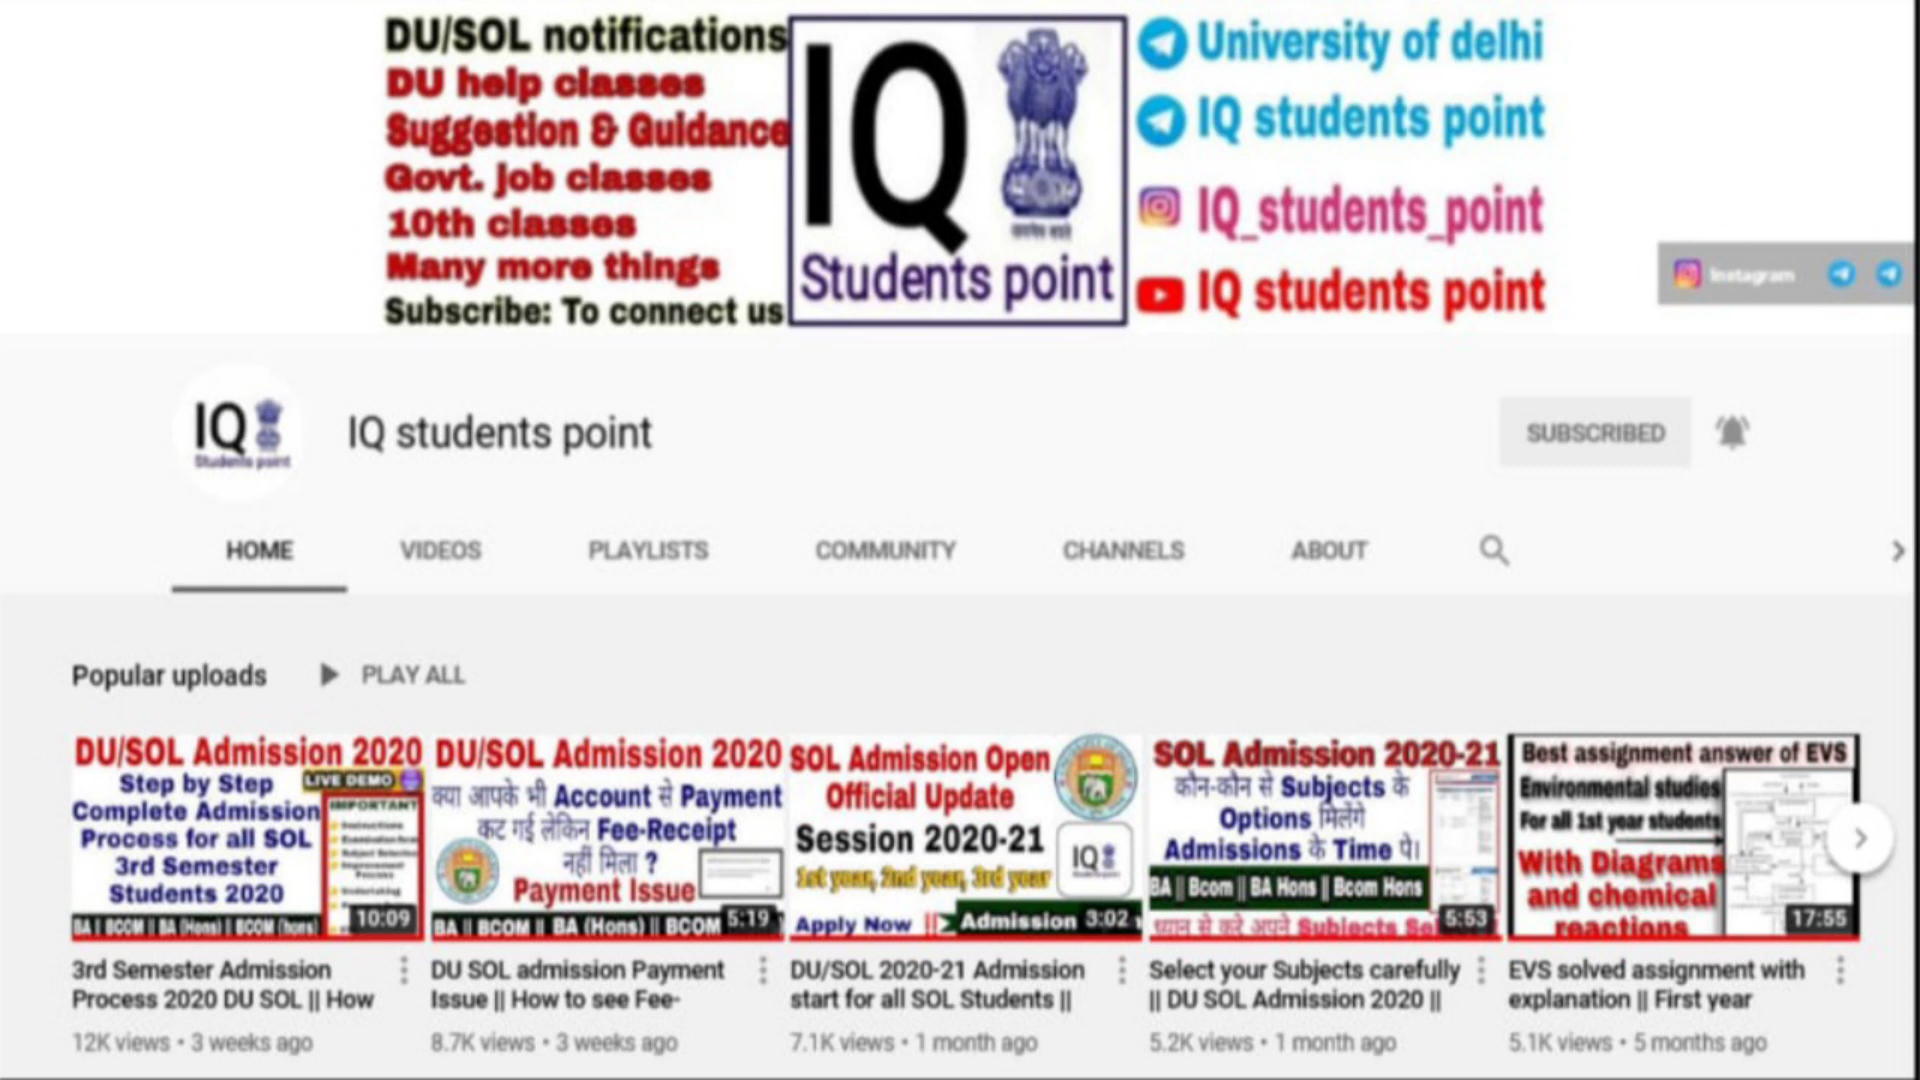 DU/SOL notifications
DU help classes
Suggestion & Guidance
Govt. job classes
10th classes
Many more things
Subscribe: To connect us
IQ
Students point
University of delhi
IQ students point
IQ_students_point
IQ students point
Instagram
IQ
Students point
IQ students point
SUBSCRIBED
HOME VIDEOS PLAYLISTS COMMUNITY CHANNELS ABOUT
Popular uploads PLAY ALL
DU/SOL Admission 2020
Step by Step
LIVE DEMO
Complete Admission
Process for all SOL
3rd Semester
Students 2020
IMPORTANT
BA || BCOM || BA (Hons) || BCOM (hons)
10:09
DU/SOL Admission 2020
क्या आपके भी Account से Payment
कट गई लेकिन Fee-Receipt
नहीं मिला ?
Payment Issue
BA || BCOM || BA (Hons) || BCOM
5:19
SOL Admission Open
Official Update
Session 2020-21
1st year, 2nd year, 3rd year
IQ
Apply Now || Admission
3:02
SOL Admission 2020-21
कौन-कौन से Subjects के
Options मिलेंगे
Admissions के Time पे।
BA || Bcom || BA Hons || Bcom Hons
ध्यान से करे अपने Subjects Se
5:53
Best assignment answer of EVS
Environmental studies
For all 1st year students
With Diagrams
and chemical
reactions
17:55
3rd Semester Admission
Process 2020 DU SOL || How
12K views • 3 weeks ago
DU SOL admission Payment
Issue || How to see Fee-
8.7K views • 3 weeks ago
DU/SOL 2020-21 Admission
start for all SOL Students ||
7.1K views • 1 month ago
Select your Subjects carefully
|| DU SOL Admission 2020 ||
5.2K views • 1 month ago
EVS solved assignment with
explanation || First year
5.1K views • 5 months ago